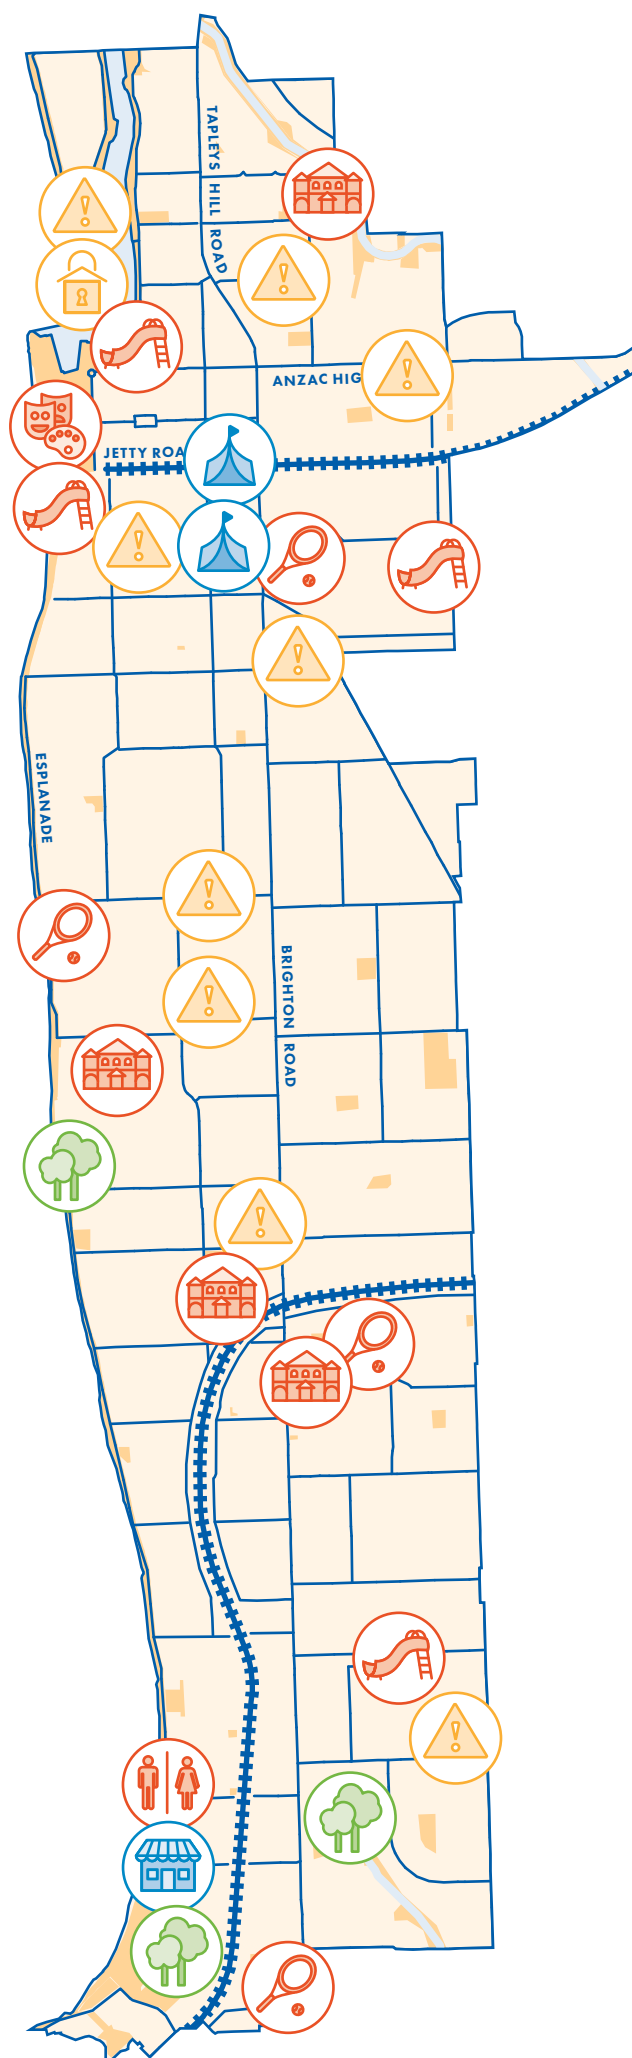 TAPLEYS HILL ROAD
ANZAC HIG
JETTY ROA
ESPLANADE
BRIGHTON ROAD